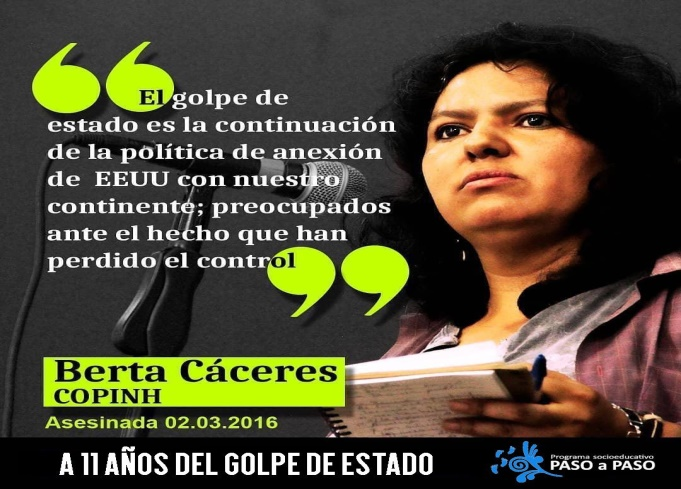 El golpe de
estado es la continuación
de la política de anexión
de EEUU con nuestro
continente; preocupados
ante el hecho que han
perdido el control
Berta Cáceres
COPINH
Asesinada 02.03.2016
A 11 AÑOS DEL GOLPE DE ESTADO
Programa socioeducativo
PASO a PASO